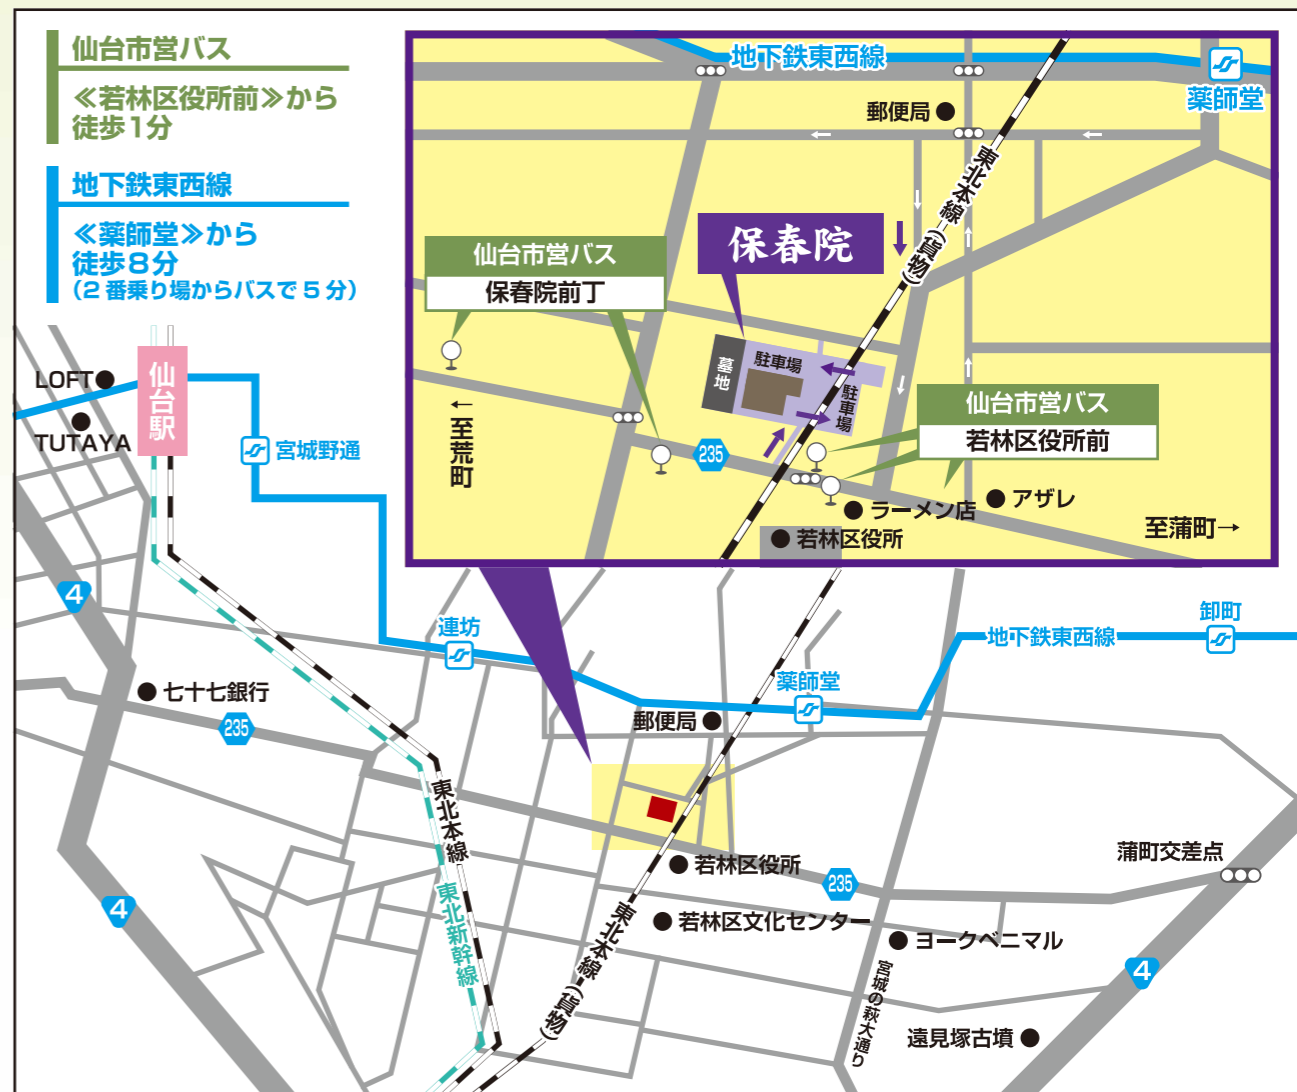 仙台市営バス
≪若林区役所前≫から
徒歩1分
地下鉄東西線
≪薬師堂≫から
徒歩8分
(2番乗り場からバスで5分)
地下鉄東西線
薬師堂
郵便局
東北本線(貨物)
保春院
仙台市営バス
保春院前丁
墓地
駐車場
駐車場
仙台市営バス
若林区役所前
←至荒町
235
ラーメン店
アザレ
若林区役所
至蒲町→
LOFT
TUTAYA
仙台駅
宮城野通
4
連坊
卸町
地下鉄東西線
薬師堂
七十七銀行
235
郵便局
東北本線
東北新幹線
若林区役所
235
蒲町交差点
4
若林区文化センター
東北本線(貨物)
ヨークベニマル
宮城の萩大通り
4
遠見塚古墳